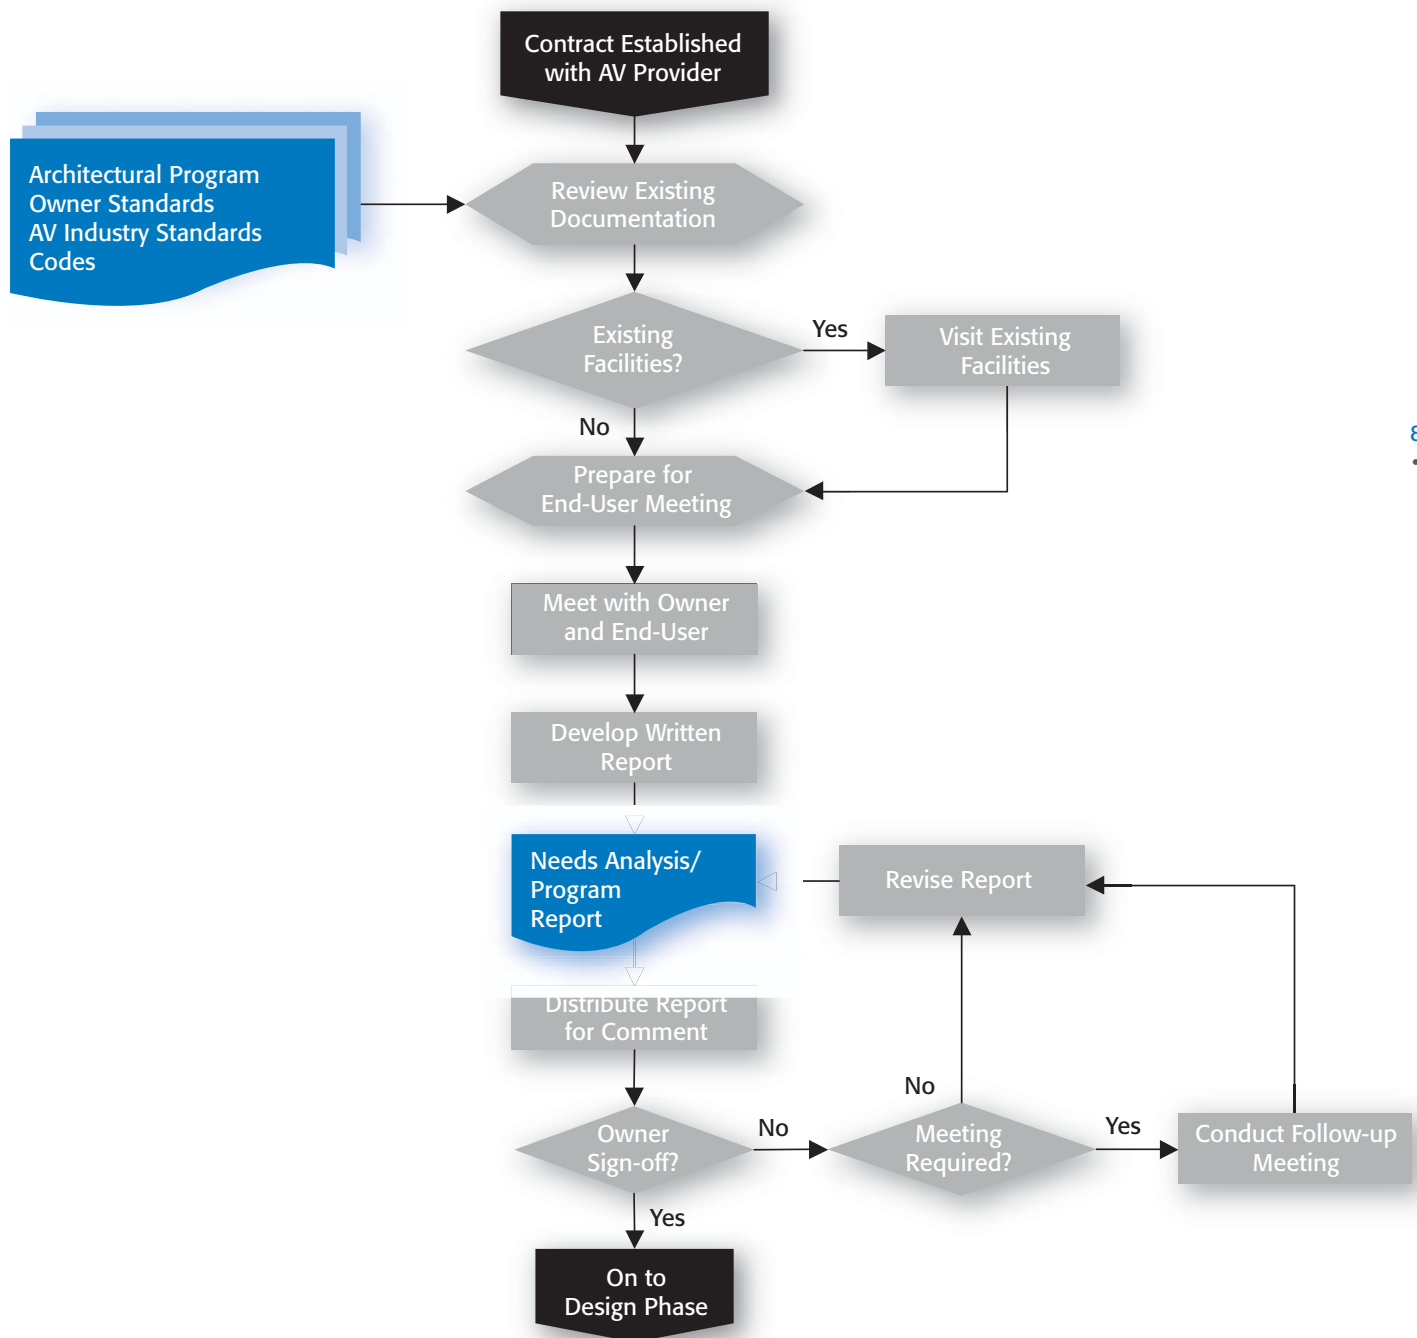 Contract Established
with AV Provider
Architectural Program
Owner Standards
AV Industry Standards
Codes
Review Existing
Documentation
Existing
Facilities?
Yes
Visit Existing
Facilities
No
Prepare for
End-User Meeting
Meet with Owner
and End-User
Develop Written
Report
Needs Analysis/
Program
Report
Revise Report
Distribute Report
for Comment
Owner
Sign-off?
No
Meeting
Required?
No
Yes
Conduct Follow-up
Meeting
Yes
On to
Design Phase